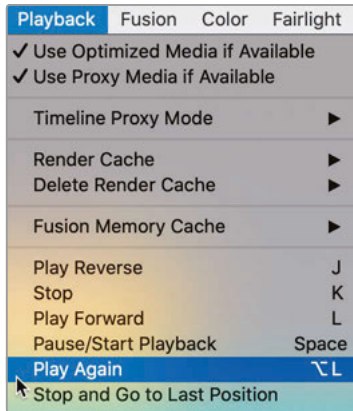 Playback Fusion Color Fairlight
✓ Use Optimized Media if Available
✓ Use Proxy Media if Available
Timeline Proxy Mode ▶
Render Cache ▶
Delete Render Cache ▶
Fusion Memory Cache ▶
Play Reverse J
Stop K
Play Forward L
Pause/Start Playback Space
Play Again ⌥L
Stop and Go to Last Position